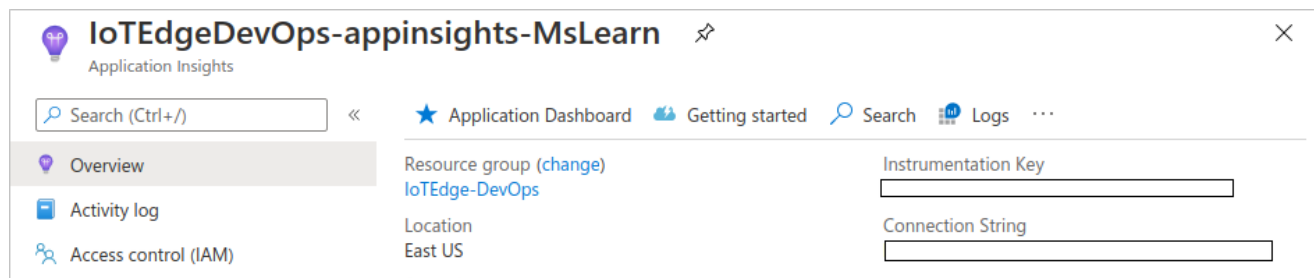 IoTEdgeDevOps-appinsights-MsLearn
Application Insights
Search (Ctrl+/)
«
Application Dashboard
Getting started
Search
Logs
···
Overview
Activity log
Access control (IAM)
Resource group (change)
IoTEdge-DevOps
Location
East US
Instrumentation Key
Connection String